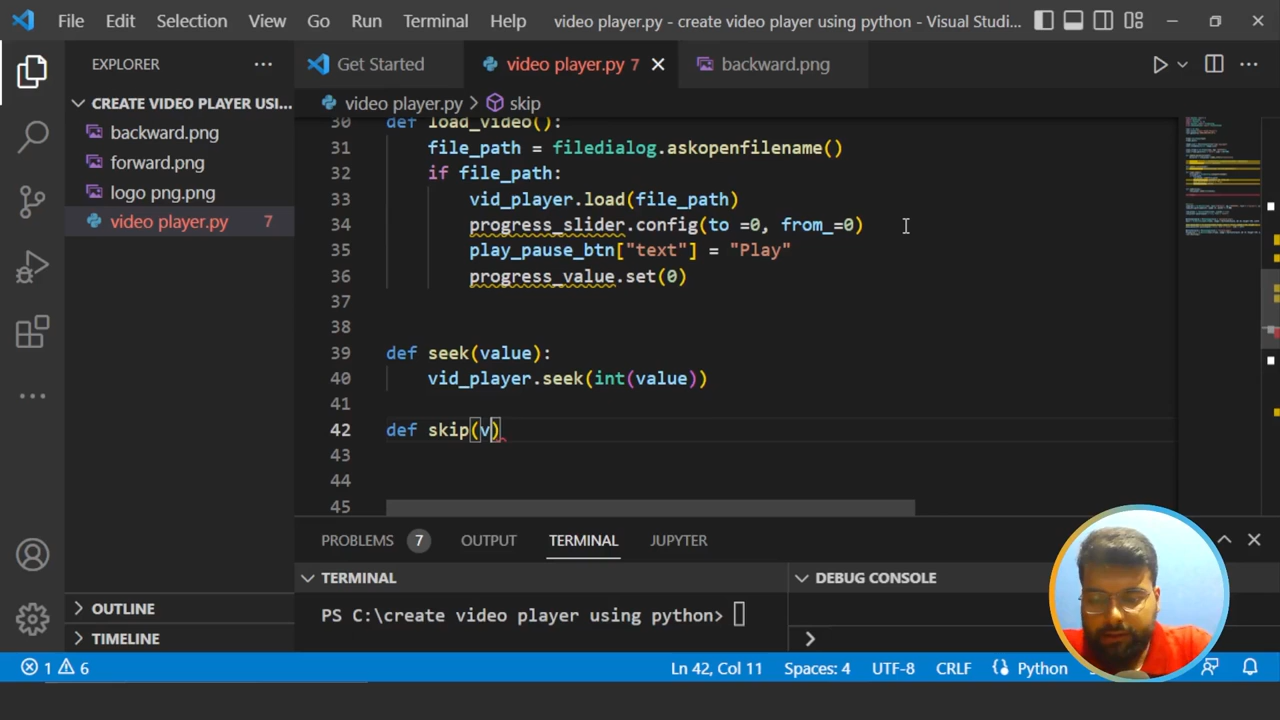 File Edit Selection View Go Run Terminal Help video player.py - create video player using python - Visual Studi...
EXPLORER ...
Get Started video player.py 7 backward.png
CREATE VIDEO PLAYER USI...
backward.png
forward.png
logo png.png
video player.py 7
OUTLINE
TIMELINE
video player.py > skip
30 def load_video():
31 file_path = filedialog.askopenfilename()
32 if file_path:
33 vid_player.load(file_path)
34 progress_slider.config(to =0, from_=0)
35 play_pause_btn["text"] = "Play"
36 progress_value.set(0)
37
38
39 def seek(value):
40 vid_player.seek(int(value))
41
42 def skip(v)
43
44
45
PROBLEMS 7 OUTPUT TERMINAL JUPYTER
TERMINAL
PS C:\create video player using python>
DEBUG CONSOLE
>
1 6 Ln 42, Col 11 Spaces: 4 UTF-8 CRLF Python